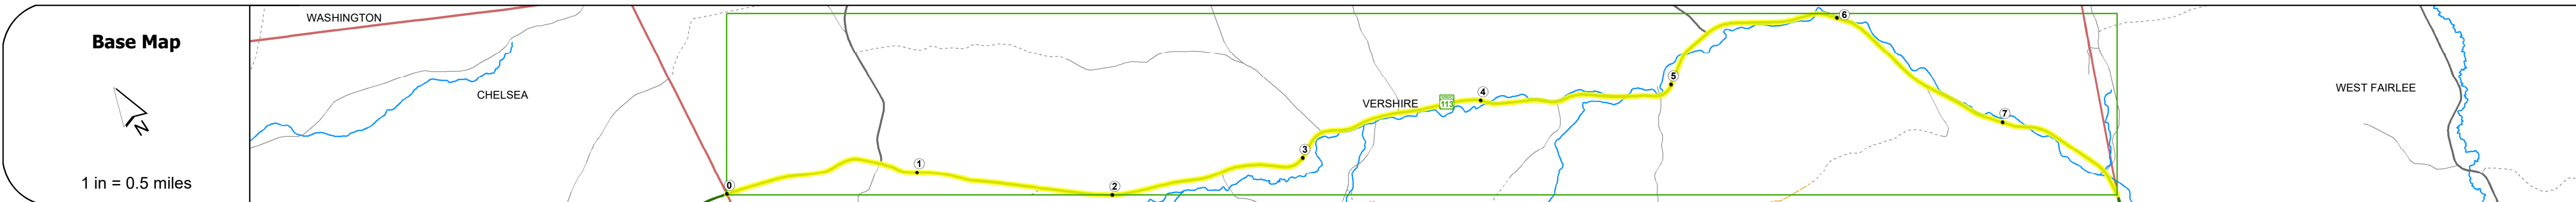 Base Map
N
1 in = 0.5 miles
WASHINGTON
CHELSEA
VERSHIRE
113
WEST FAIRLEE
0
1
2
3
4
5
6
7